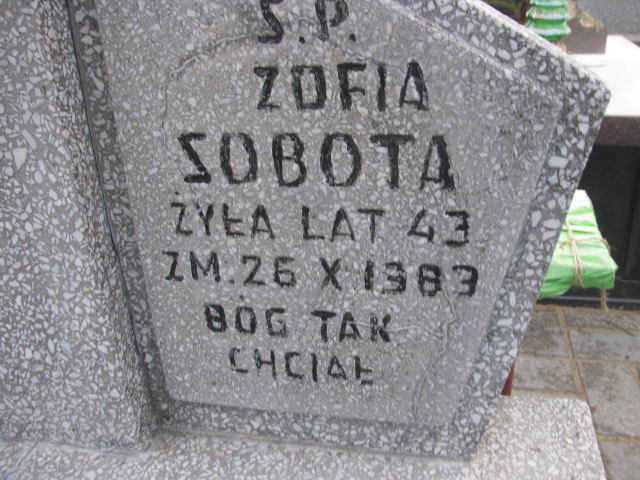 Ś.P.
ZOFIA
SOBOTA
ŻYŁA LAT 43
ZM. 26 X 1983
BÓG TAK
CHCIAŁ